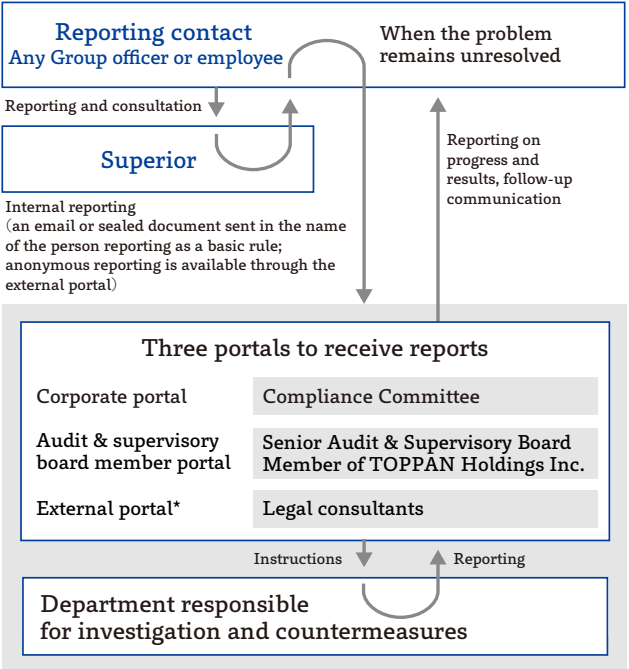 Reporting contact
Any Group officer or employee
When the problem
remains unresolved
Reporting and consultation
Superior
Reporting on
progress and
results, follow-up
communication
Internal reporting
(an email or sealed document sent in the name
of the person reporting as a basic rule;
anonymous reporting is available through the
external portal)
Three portals to receive reports
Corporate portal
Compliance Committee
Audit & supervisory
board member portal
Senior Audit & Supervisory Board
Member of TOPPAN Holdings Inc.
External portal*
Legal consultants
Instructions
Reporting
Department responsible
for investigation and countermeasures